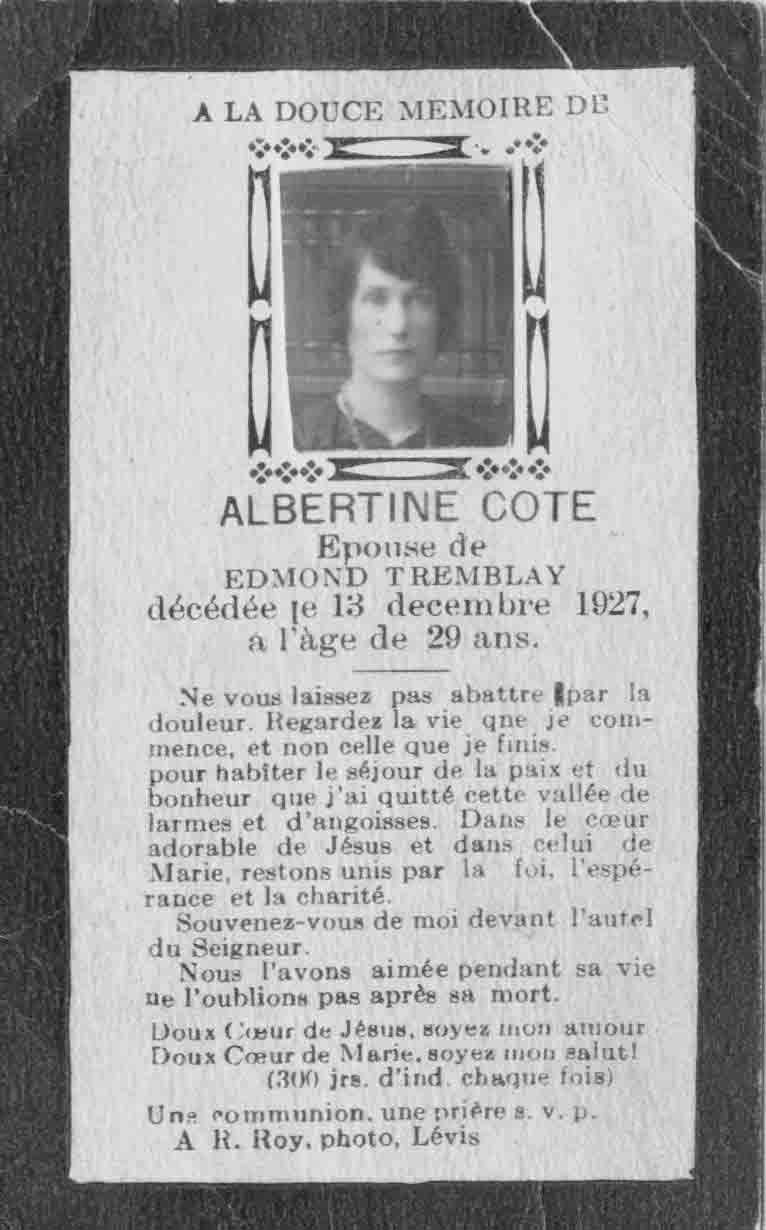 A LA DOUCE MEMOIRE DE
ALBERTINE COTE
Epouse de
EDMOND TREMBLAY
décédée le 13 decembre 1927,
a l'àge de 29 ans.
Ne vous laissez pas abattre par la
douleur. Regardez la vie qne je com-
mence, et non celle que je finis.
pour habiter le séjour de la paix et du
bonheur que j'ai quitté cette vallée de
larmes et d'angoisses. Dans le cœur
adorable de Jésus et dans celui de
Marie, restons unis par la foi, l'espé-
rance et la charité.
Souvenez-vous de moi devant l'autel
du Seigneur.
Nous l'avons aimée pendant sa vie
ne l'oublions pas après sa mort.
Doux Cœur de Jésus, soyez mon amour
Doux Cœur de Marie, soyez mon salut!
(300 jrs. d'ind. chaque fois)
Une communion, une prière s. v. p.
A R. Roy, photo, Lévis